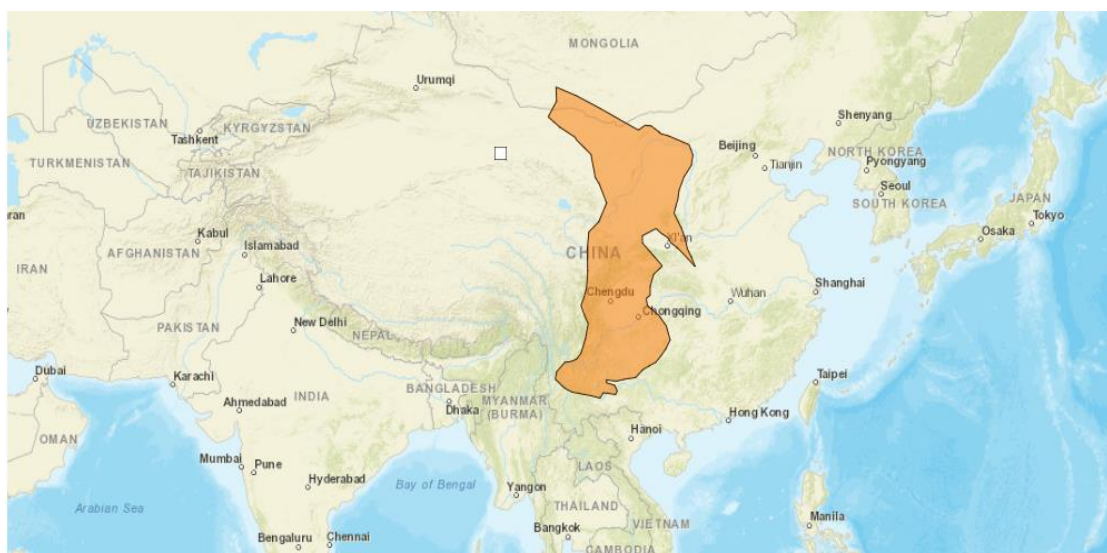 MONGOLIA
Urumqi
Shenyang
UZBEKISTAN
KYRGYZSTAN
Tashkent
Beijing
NORTH KOREA
Tianjin
Pyongyang
TURKMENISTAN
TAJIKISTAN
Seoul
SOUTH KOREA
JAPAN
Tokyo
Osaka
Kabul
Xi'an
AFGHANISTAN
Islamabad
CHINA
IRAN
Lahore
Chengdu
Wuhan
Shanghai
Chongqing
PAKISTAN
New Delhi
NEPAL
Dubai
Karachi
BANGLADESH
Taipei
INDIA
MYANMAR
(BURMA)
Ahmedabad
Dhaka
Hong Kong
OMAN
Hanoi
Mumbai
Pune
LAOS
Hyderabad
Bay of Bengal
Yangon
Arabian Sea
THAILAND
Manila
VIETNAM
Bangkok
Bengaluru
Chennai
CAMBODIA